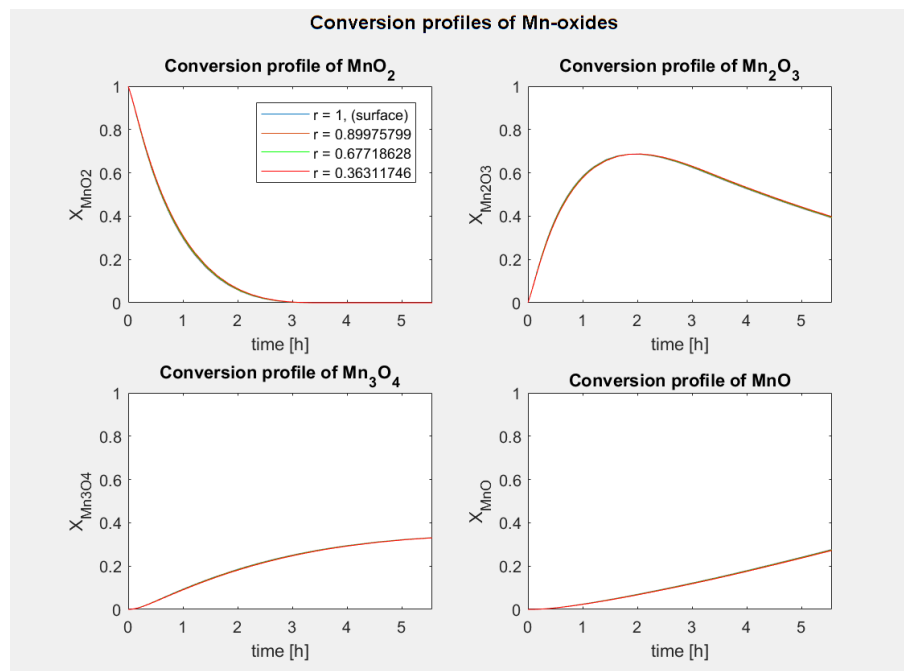 Conversion profiles of Mn-oxides
Conversion profile of MnO2
1
0.8
0.6
0.4
0.2
0
X_MnO2
r = 1, (surface)
r = 0.89975799
r = 0.67718628
r = 0.36311746
0 1 2 3 4 5
time [h]
Conversion profile of Mn2O3
1
0.8
0.6
0.4
0.2
0
X_Mn2O3
0 1 2 3 4 5
time [h]
Conversion profile of Mn3O4
1
0.8
0.6
0.4
0.2
0
X_Mn3O4
0 1 2 3 4 5
time [h]
Conversion profile of MnO
1
0.8
0.6
0.4
0.2
0
X_MnO
0 1 2 3 4 5
time [h]